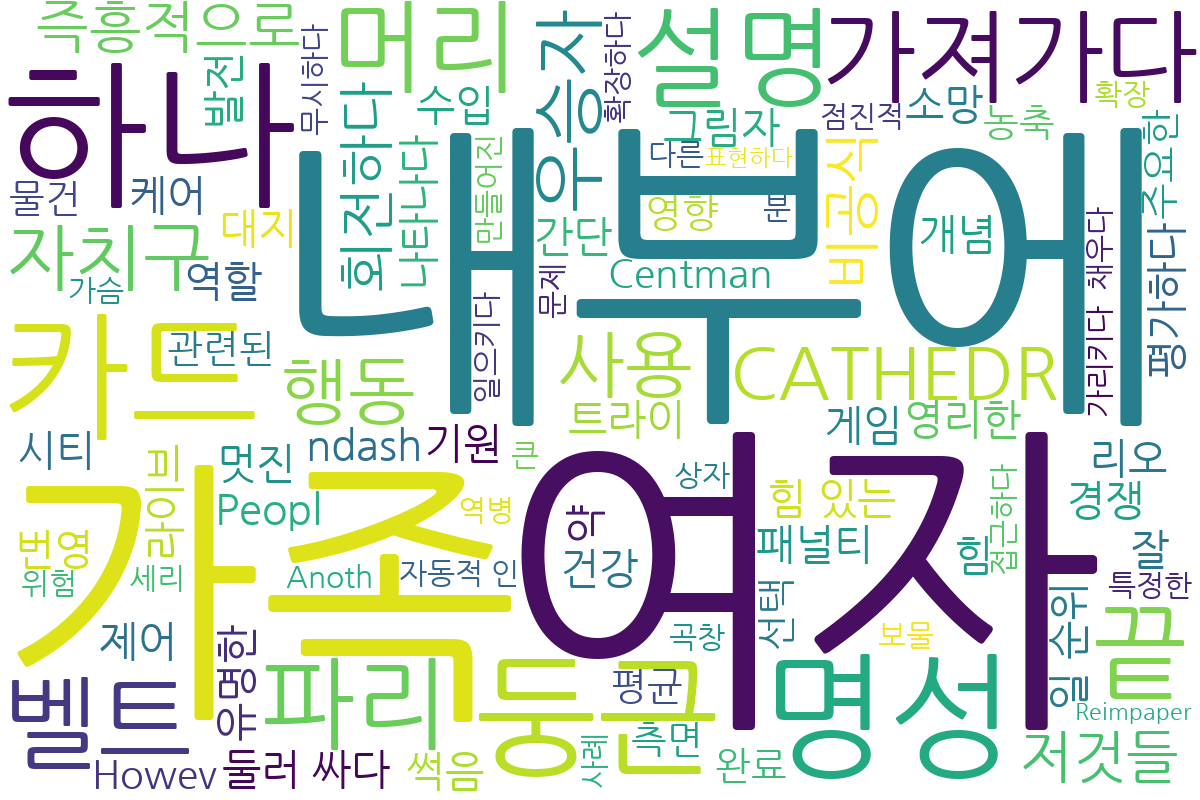 즉흥적으로
무시하다
머리
우승자
확장하다
설명
가져가다
하나
발전
수입
그림자
점진적
소망
농축
확장
회전하다
나타나다
만들어진
다른
표현하다
비공식
주요한
물건
케어
대지
간단
영향
분
개념
내부에
자치구
역할
Centman
채우다
가슴
문제
가리키다
평가하다
일으키다
카드
관련된
행동
사용
CATHEDR
트라이
게임
영리한
시티
ndash
기원
큰
리오
라이브
멋진
Peopl
역병
상자
힘 있는
경쟁
가족
여자
약
번영
건강
패널티
힘
접근하다
잘
위험
세리
Anoth
자동적 인
특정한
제어
유명한
곡창
선택
보물
일 순위
끝
벨트
파리
둥근
평균
명성
Reimpaper
측면
저것들
Howev
둘러 싸다
썩음
사례
완료